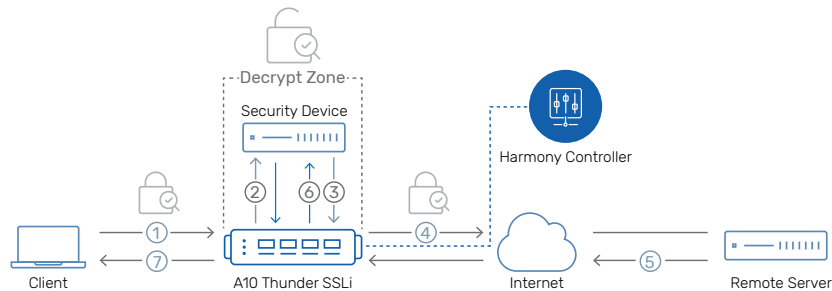 Decrypt Zone
Security Device
Harmony Controller
2
6
3
1
4
7
5
Client
A10 Thunder SSLi
Internet
Remote Server